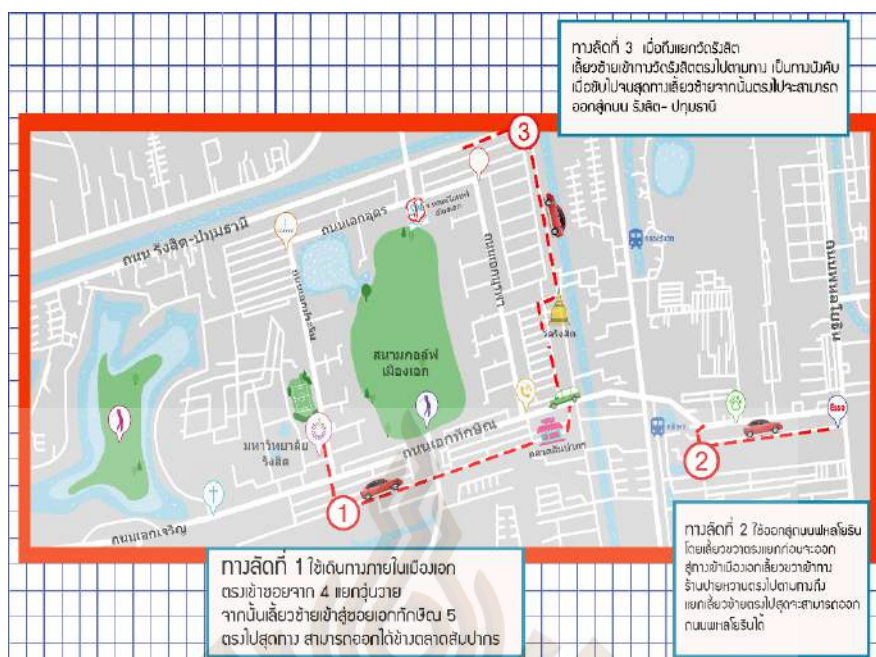 ทางลัดที่ 3 เมื่อถึงแยกวัดรังสิต
เลี้ยวซ้ายเข้าทางวัดรังสิตตรงไปตามทาง เป็นทางบังคับ
เมื่อขับไปจนสุดทางเลี้ยวซ้ายจากนั้นตรงไปจะสามารถ
ออกสู่ถนน รังสิต- ปทุมธานี
3
ถนน รังสิต-ปทุมธานี
ถนนเอกอุดร
ถนนเอกบูรพา
ถนนเอกประจิม
ถนนพหลโยธิน
วัดรังสิต
สนามกอล์ฟ
เมืองเอก
มหาวิทยาลัย
รังสิต
ถนนเอกทักษิณ
Esso
1
2
ถนนเอกเจริญ
ทางลัดที่ 1 ใช้เดินทางภายในเมืองเอก
ตรงเข้าซอยจาก 4 แยกวุ่นวาย
จากนั้นเลี้ยวซ้ายเข้าสู่ซอยเอกทักษิณ 5
ตรงไปสุดทาง สามารถออกได้ข้างตลาดสัมปากร
ทางลัดที่ 2 ใช้ออกสู่ถนนพหลโยธิน
โดยเลี้ยวขวาตรงแยกก่อนจะออก
สู่ทางเข้าเมืองเอกเลี้ยวขวาเข้าทาง
ร้านป่ายหวานตรงไปตามทางถึง
แยกเลี้ยวซ้ายตรงไปสุดจะสามารถออก
ถนนพหลโยธินได้